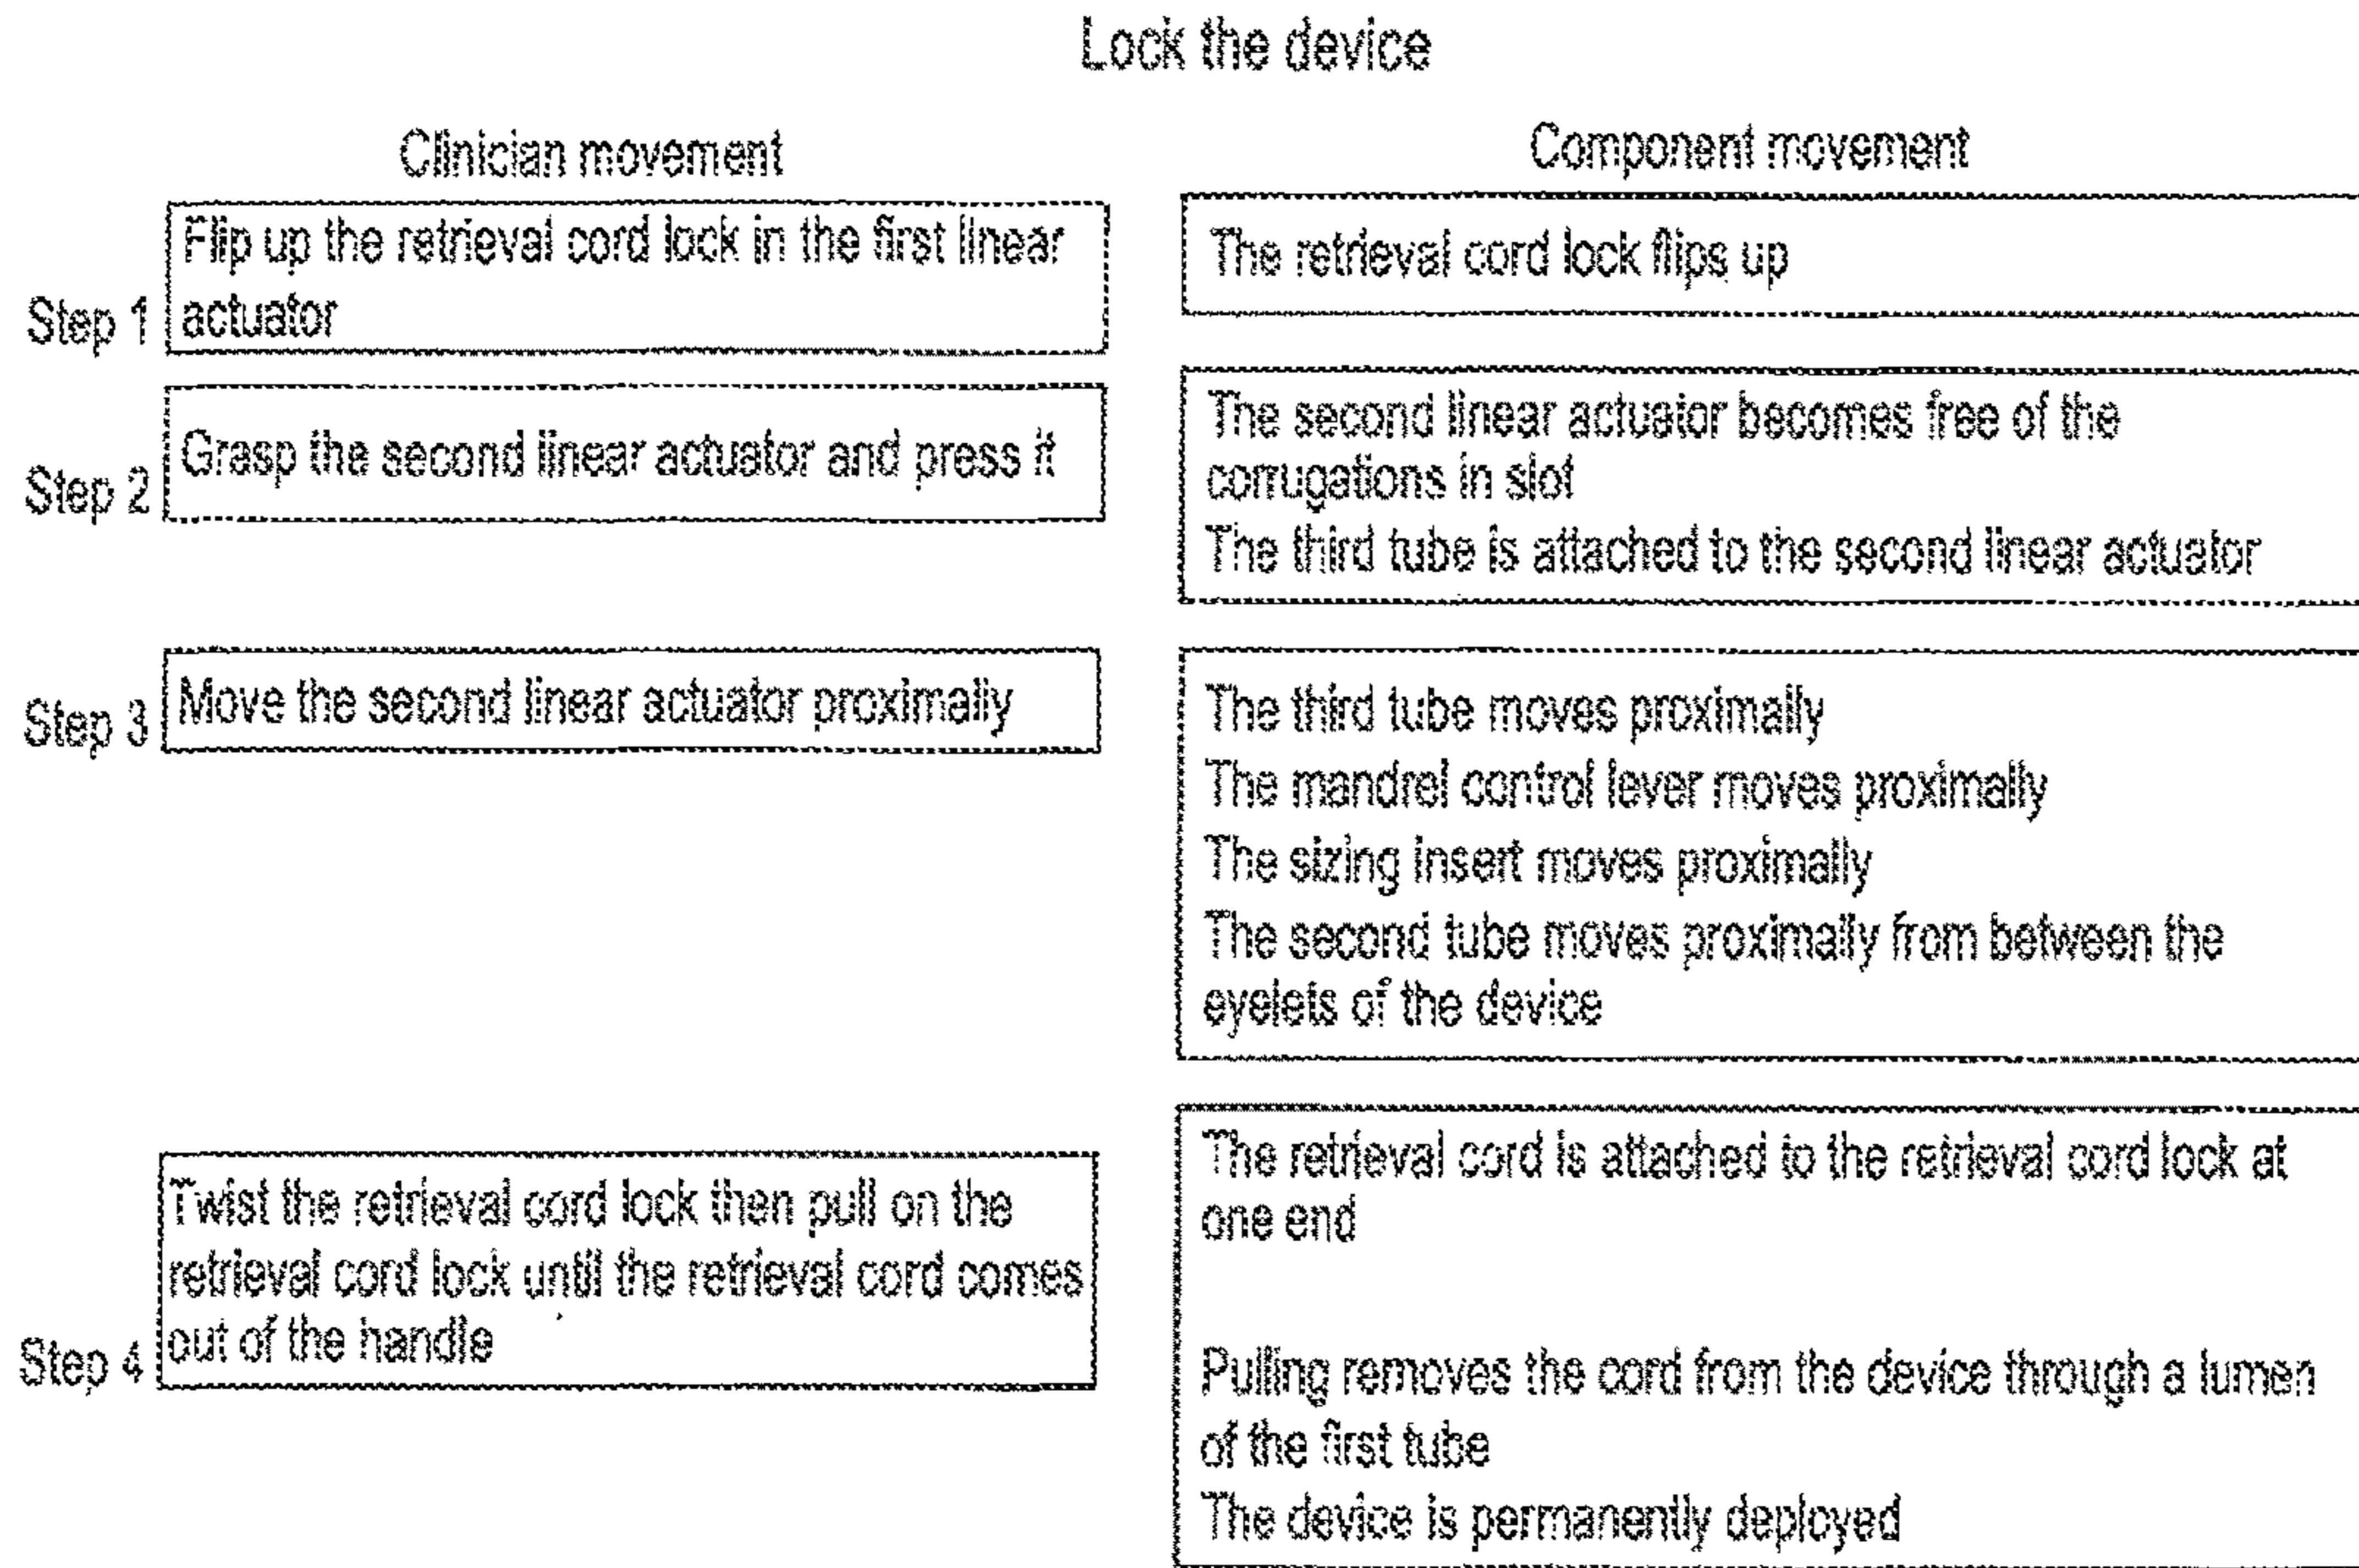 Lock the device
Clinician movement
Component movement
Step 1
Flip up the retrieval cord lock in the first linear
actuator
The retrieval cord lock flips up
Step 2
Grasp the second linear actuator and press it
The second linear actuator becomes free of the
corrugations in slot
The third tube is attached to the second linear actuator
Step 3
Move the second linear actuator proximally
The third tube moves proximally
The mandrel control lever moves proximally
The sizing insert moves proximally
The second tube moves proximally from between the
eyelets of the device
Step 4
Twist the retrieval cord lock then pull on the
retrieval cord lock until the retrieval cord comes
out of the handle
The retrieval cord is attached to the retrieval cord lock at
one end
Pulling removes the cord from the device through a lumen
of the first tube
The device is permanently deployed